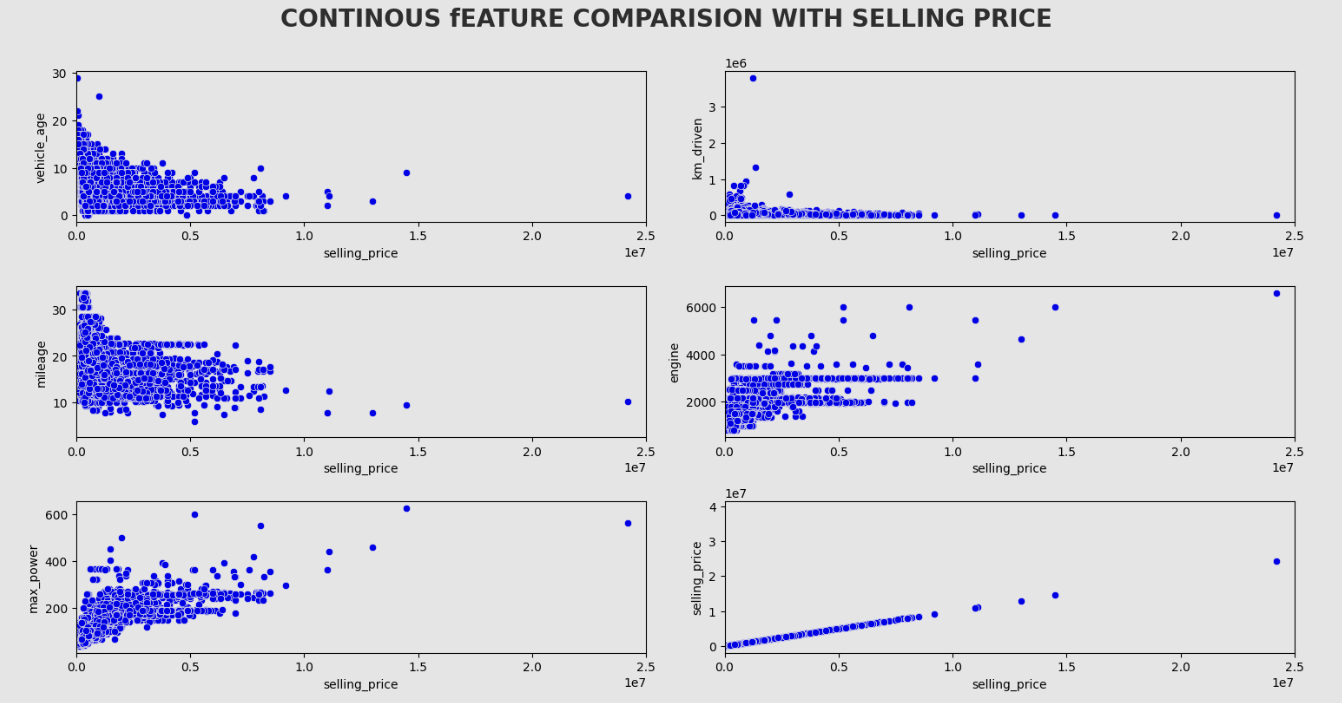 CONTINOUS fEATURE COMPARISION WITH SELLING PRICE
30
20
10
0
vehicle_age
0.0 0.5 1.0 1.5 2.0 2.5
selling_price
1e7
1e6
3
2
1
0
km_driven
0.0 0.5 1.0 1.5 2.0 2.5
selling_price
1e7
30
20
10
mileage
0.0 0.5 1.0 1.5 2.0 2.5
selling_price
1e7
6000
4000
2000
engine
0.0 0.5 1.0 1.5 2.0 2.5
selling_price
1e7
600
400
200
max_power
0.0 0.5 1.0 1.5 2.0 2.5
selling_price
1e7
1e7
4
3
2
1
0
selling_price
0.0 0.5 1.0 1.5 2.0 2.5
selling_price
1e7